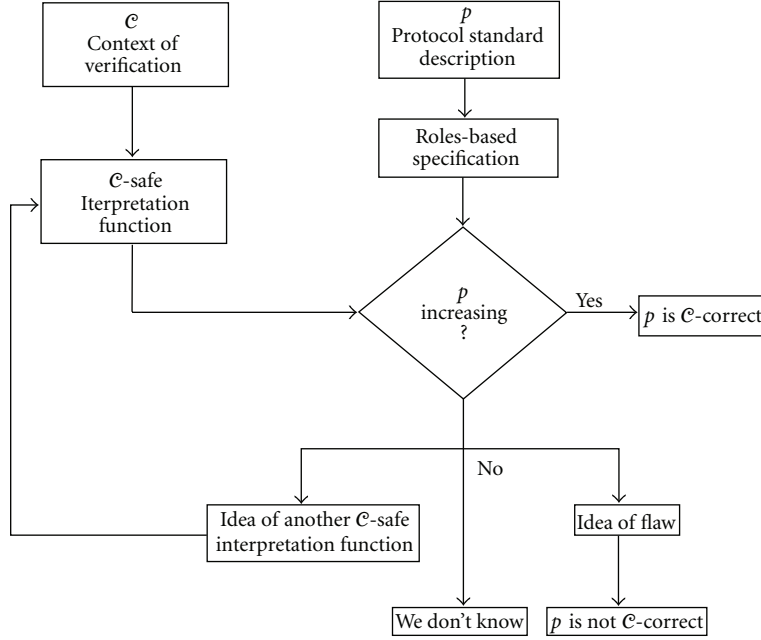 𝒞
Context of
verification
p
Protocol standard
description
Roles-based
specification
𝒞-safe
Iterpretation
function
p
increasing
?
Yes
p is 𝒞-correct
No
Idea of another 𝒞-safe
interpretation function
Idea of flaw
We don't know
p is not 𝒞-correct